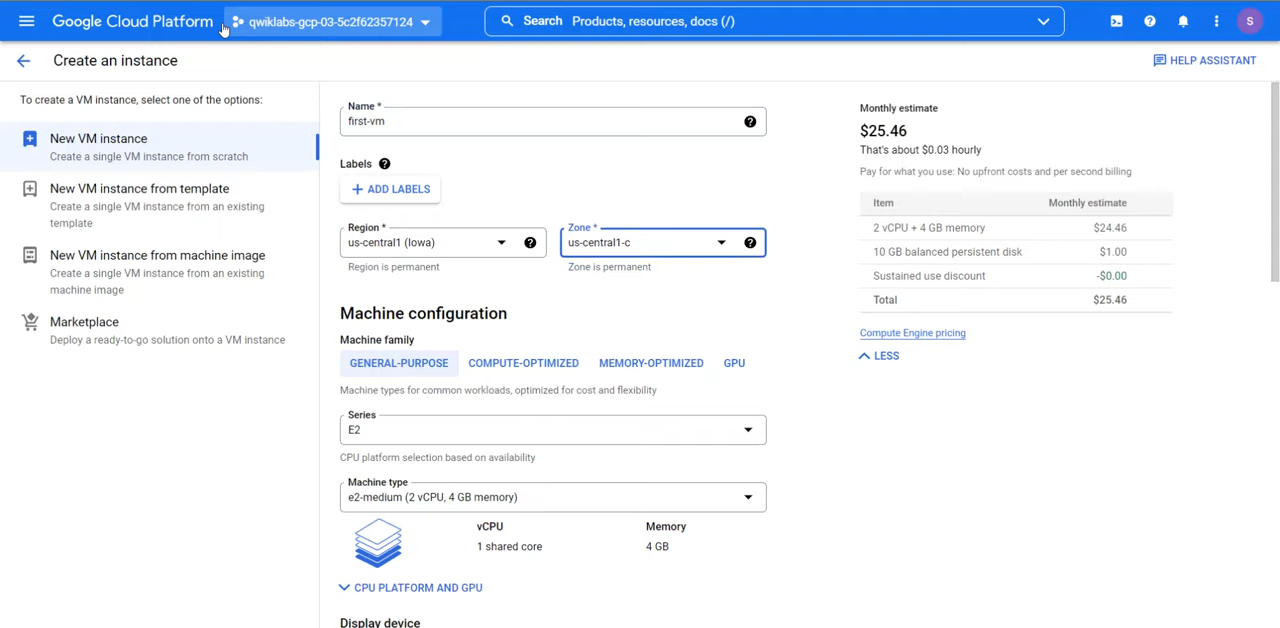 Google Cloud Platform
qwiklabs-gcp-03-5c2f62357124
Search Products, resources, docs (/)
S
Create an instance
HELP ASSISTANT
To create a VM instance, select one of the options:
New VM instance
Create a single VM instance from scratch
New VM instance from template
Create a single VM instance from an existing
template
New VM instance from machine image
Create a single VM instance from an existing
machine image
Marketplace
Deploy a ready-to-go solution onto a VM instance
Name *
first-vm
Labels
+ ADD LABELS
Region *
us-central1 (Iowa)
Region is permanent
Zone *
us-central1-c
Zone is permanent
Machine configuration
Machine family
GENERAL-PURPOSE COMPUTE-OPTIMIZED MEMORY-OPTIMIZED GPU
Machine types for common workloads, optimized for cost and flexibility
Series
E2
CPU platform selection based on availability
Machine type
e2-medium (2 vCPU, 4 GB memory)
vCPU Memory
1 shared core 4 GB
CPU PLATFORM AND GPU
Display device
Monthly estimate
$25.46
That's about $0.03 hourly
Pay for what you use: No upfront costs and per second billing
Item Monthly estimate
2 vCPU + 4 GB memory $24.46
10 GB balanced persistent disk $1.00
Sustained use discount -$0.00
Total $25.46
Compute Engine pricing
LESS